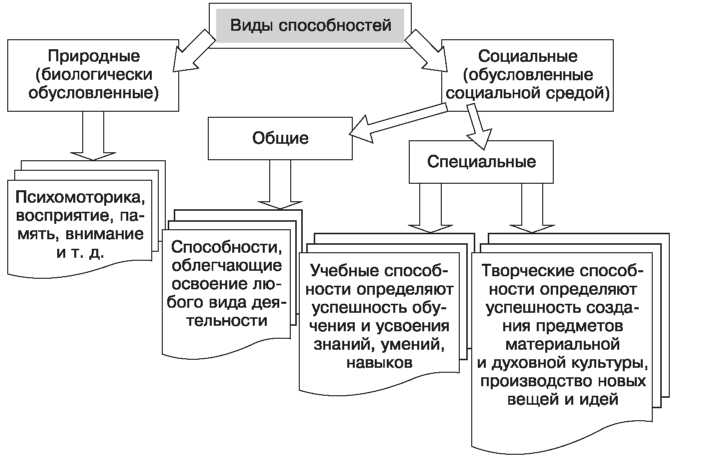 Виды способностей
Природные
(биологически
обусловленные)
Социальные
(обусловленные
социальной средой)
Общие
Специальные
Психомоторика,
восприятие, па-
мять, внимание
и т. д.
Способности,
облегчающие
освоение лю-
бого вида дея-
тельности
Учебные способ-
ности определяют
успешность обу-
чения и усвоения
знаний, умений,
навыков
Творческие способ-
ности определяют
успешность созда-
ния предметов
материальной
и духовной культуры,
производство новых
вещей и идей